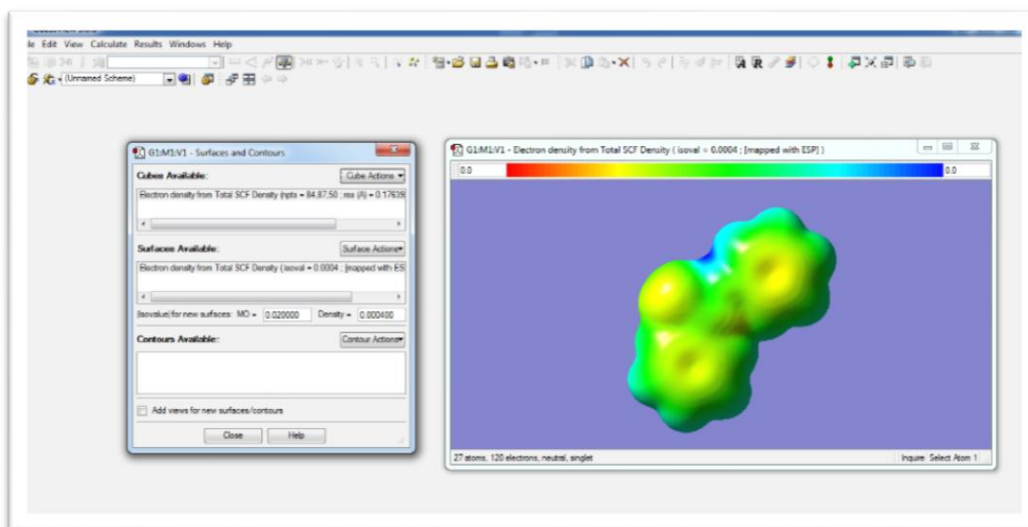 le Edit View Calculate Results Windows Help
(Unnamed Scheme)
G1:M1:V1 - Surfaces and Contours
Cubes Available:
Cube Actions
Electron density from Total SCF Density (npts = 84,87,50 ; res (A) = 0.17639
Surfaces Available:
Surface Actions
Electron density from Total SCF Density ( isoval = 0.0004 ; [mapped with ES
Isovalue for new surfaces: MO = 0.020000 Density = 0.000400
Contours Available:
Contour Actions
Add views for new surfaces/contours
Close Help
G1:M1:V1 - Electron density from Total SCF Density ( isoval = 0.0004 ; [mapped with ESP] )
0.0 0.0
27 atoms, 120 electrons, neutral, singlet
Inquire Select Atom 1